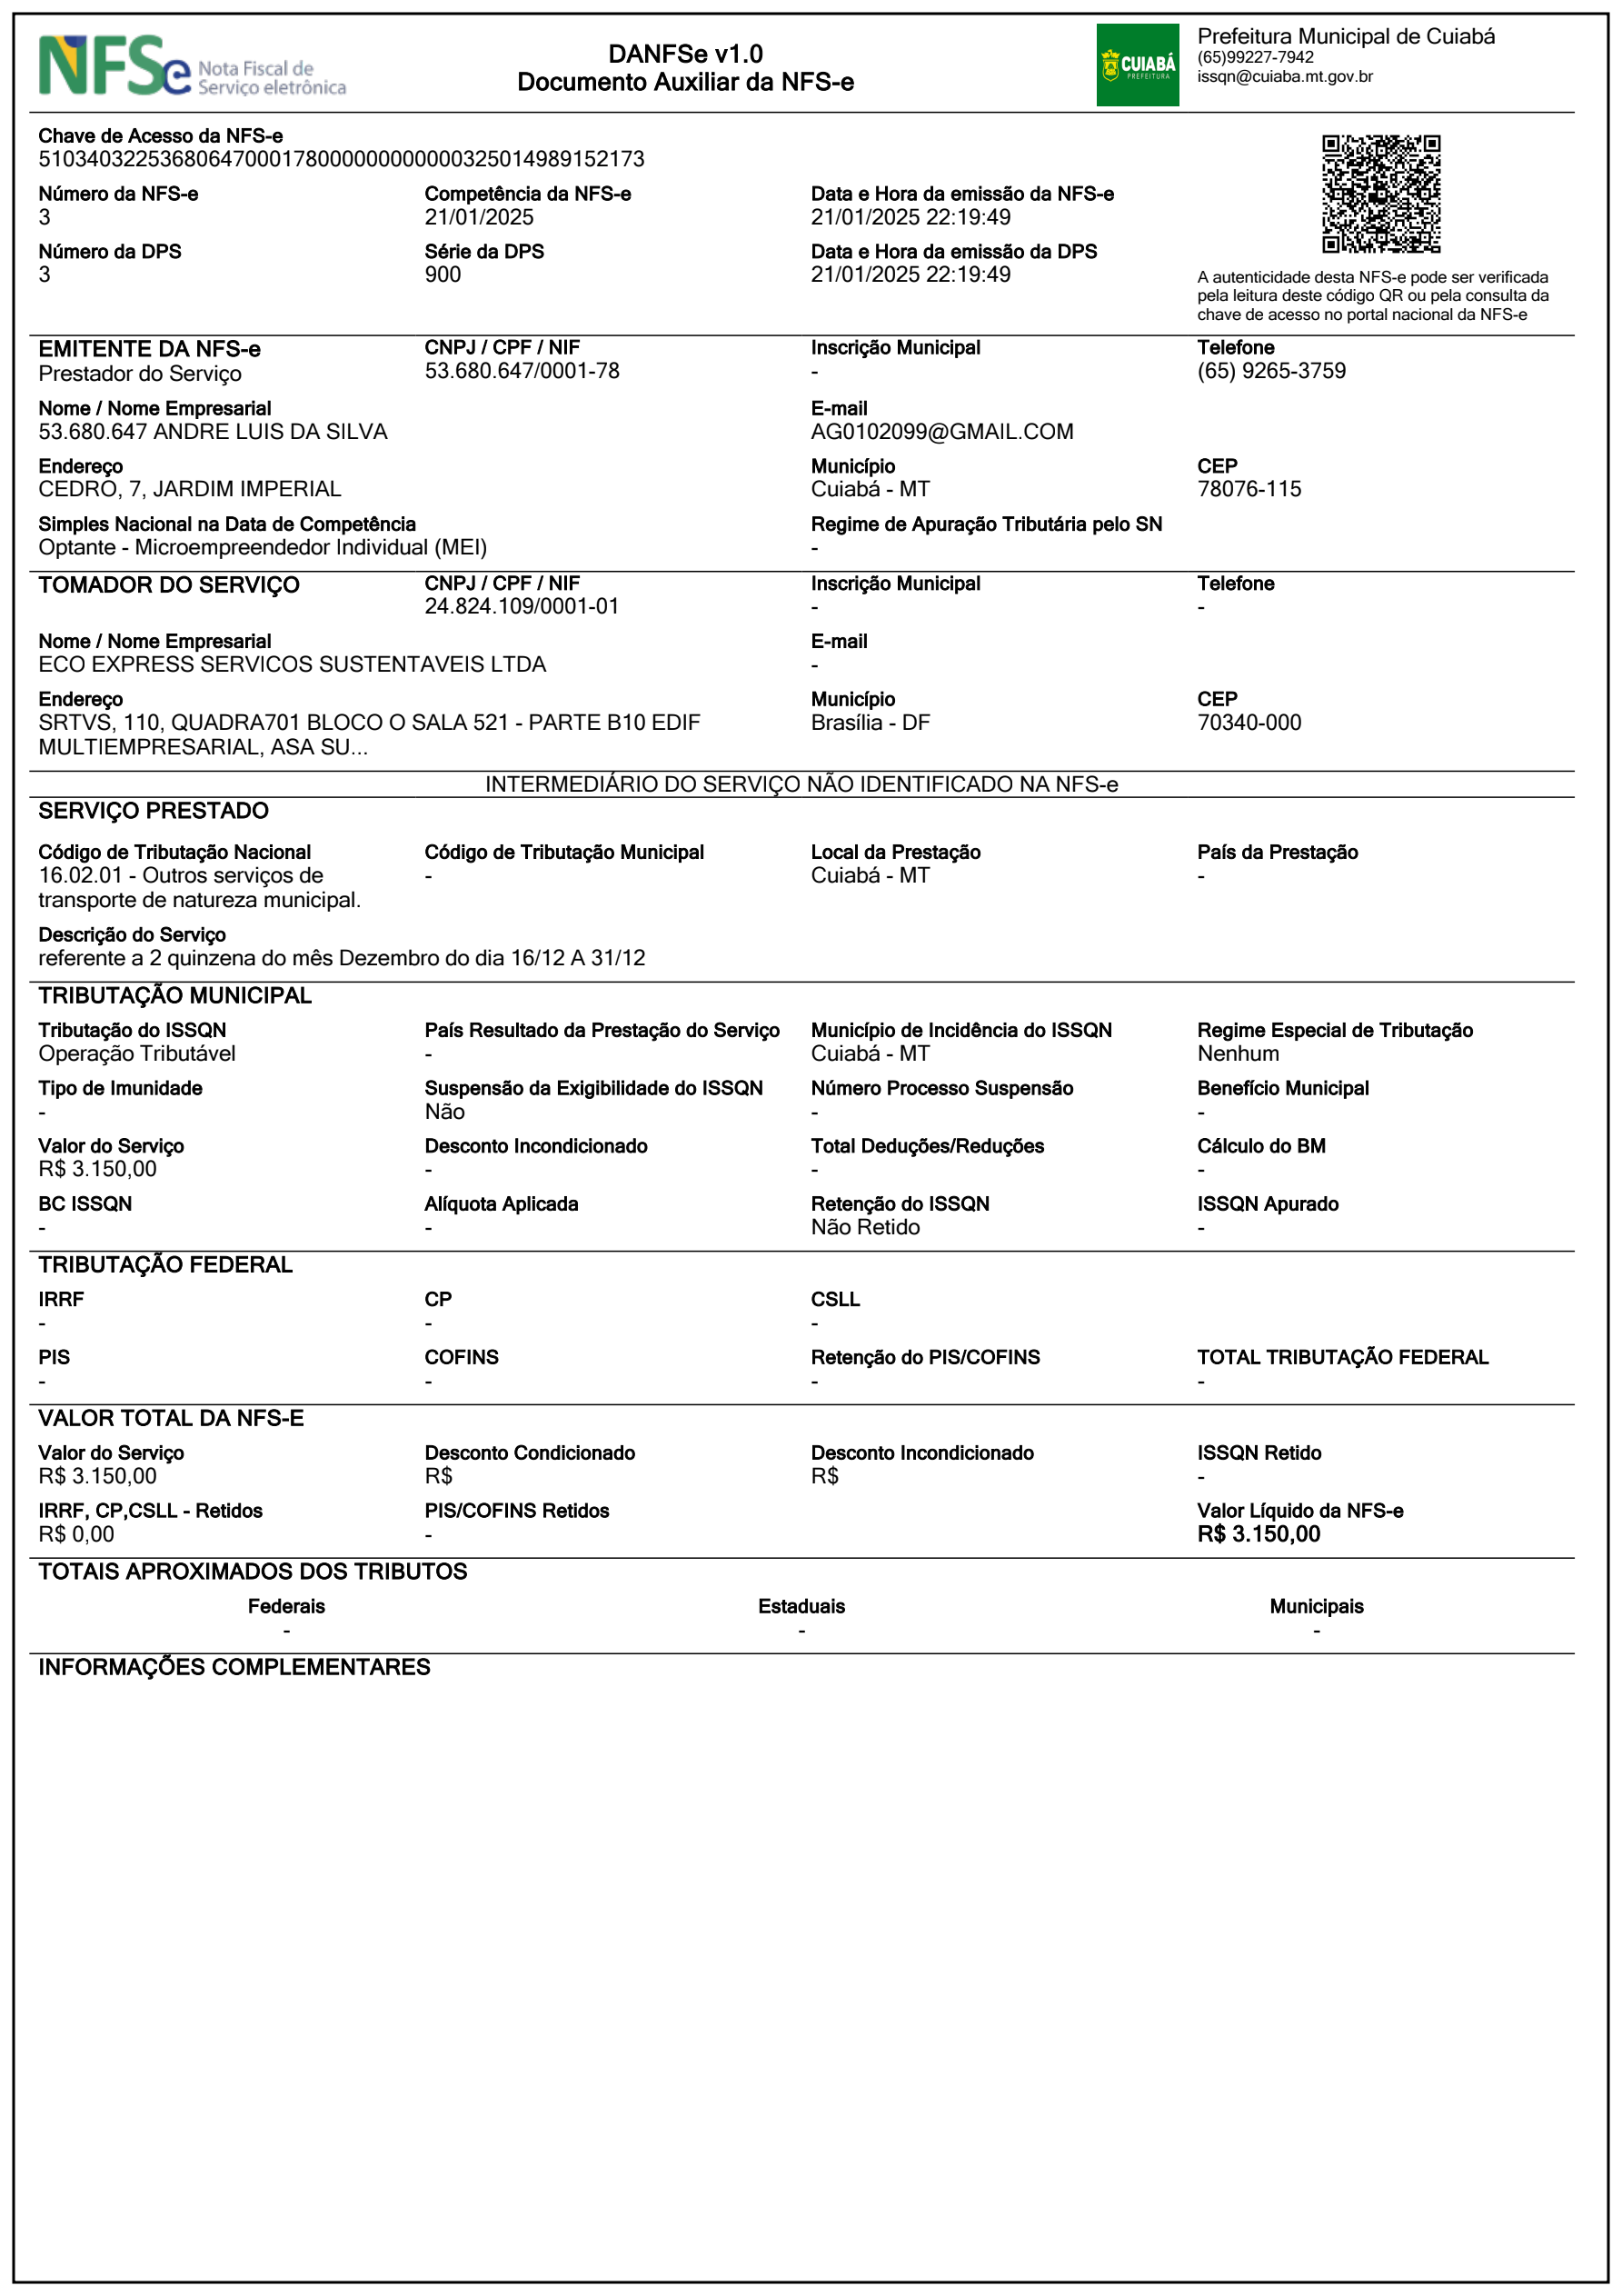 NFSe Nota Fiscal de
Serviço eletrônica
DANFSe v1.0
Documento Auxiliar da NFS-e
CUIABÁ
PREFEITURA
Prefeitura Municipal de Cuiabá
(65)99227-7942
issqn@cuiaba.mt.gov.br
Chave de Acesso da NFS-e
51034032253680647000178000000000000325014989152173
Número da NFS-e Competência da NFS-e Data e Hora da emissão da NFS-e
3 21/01/2025 21/01/2025 22:19:49
Número da DPS Série da DPS Data e Hora da emissão da DPS
3 900 21/01/2025 22:19:49
A autenticidade desta NFS-e pode ser verificada
pela leitura deste código QR ou pela consulta da
chave de acesso no portal nacional da NFS-e
EMITENTE DA NFS-e CNPJ / CPF / NIF Inscrição Municipal Telefone
Prestador do Serviço 53.680.647/0001-78 - (65) 9265-3759
Nome / Nome Empresarial E-mail
53.680.647 ANDRE LUIS DA SILVA AG0102099@GMAIL.COM
Endereço Município CEP
CEDRO, 7, JARDIM IMPERIAL Cuiabá - MT 78076-115
Simples Nacional na Data de Competência Regime de Apuração Tributária pelo SN
Optante - Microempreendedor Individual (MEI) -
TOMADOR DO SERVIÇO CNPJ / CPF / NIF Inscrição Municipal Telefone
24.824.109/0001-01 - -
Nome / Nome Empresarial E-mail
ECO EXPRESS SERVICOS SUSTENTAVEIS LTDA -
Endereço Município CEP
SRTVS, 110, QUADRA701 BLOCO O SALA 521 - PARTE B10 EDIF Brasília - DF 70340-000
MULTIEMPRESARIAL, ASA SU...
INTERMEDIÁRIO DO SERVIÇO NÃO IDENTIFICADO NA NFS-e
SERVIÇO PRESTADO
Código de Tributação Nacional Código de Tributação Municipal Local da Prestação País da Prestação
16.02.01 - Outros serviços de - Cuiabá - MT -
transporte de natureza municipal.
Descrição do Serviço
referente a 2 quinzena do mês Dezembro do dia 16/12 A 31/12
TRIBUTAÇÃO MUNICIPAL
Tributação do ISSQN País Resultado da Prestação do Serviço Município de Incidência do ISSQN Regime Especial de Tributação
Operação Tributável - Cuiabá - MT Nenhum
Tipo de Imunidade Suspensão da Exigibilidade do ISSQN Número Processo Suspensão Benefício Municipal
- Não - -
Valor do Serviço Desconto Incondicionado Total Deduções/Reduções Cálculo do BM
R$ 3.150,00 - - -
BC ISSQN Alíquota Aplicada Retenção do ISSQN ISSQN Apurado
- - Não Retido -
TRIBUTAÇÃO FEDERAL
IRRF CP CSLL
- - -
PIS COFINS Retenção do PIS/COFINS TOTAL TRIBUTAÇÃO FEDERAL
- - - -
VALOR TOTAL DA NFS-E
Valor do Serviço Desconto Condicionado Desconto Incondicionado ISSQN Retido
R$ 3.150,00 R$ R$ -
IRRF, CP,CSLL - Retidos PIS/COFINS Retidos Valor Líquido da NFS-e
R$ 0,00 - R$ 3.150,00
TOTAIS APROXIMADOS DOS TRIBUTOS
Federais Estaduais Municipais
- - -
INFORMAÇÕES COMPLEMENTARES